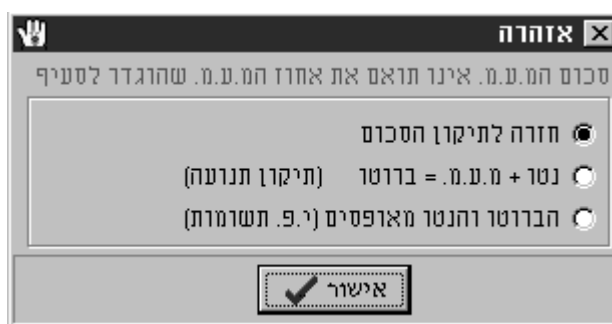 אזהרה
סכום המ.ע.מ. אינו תואם את אחוז המ.ע.מ. שהוגדר לסעיף
חזרה לתיקון הסכום
נטו + מ.ע.מ. = ברוטו (תיקון תנועה)
הברוטו והנטו מאופסים (י.פ. תשומות)
אישור